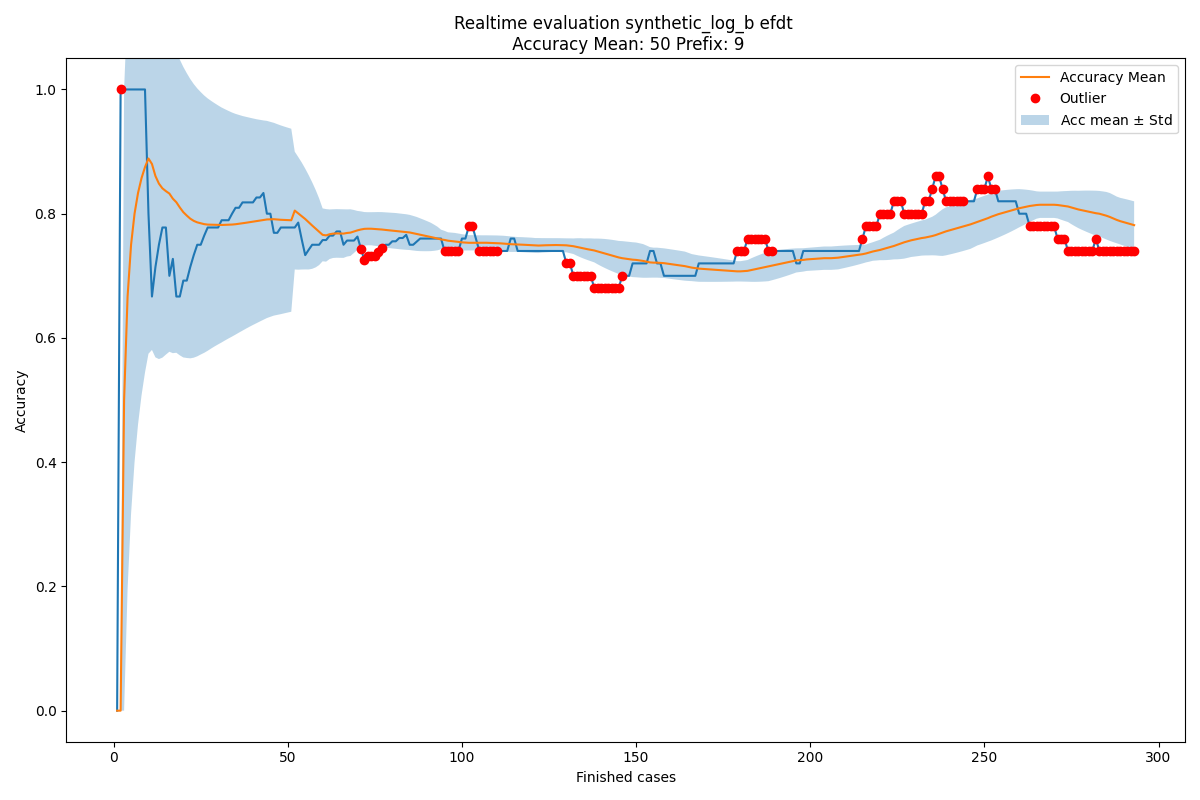 Realtime evaluation synthetic_log_b efdt
Accuracy Mean: 50 Prefix: 9
Accuracy Mean
Outlier
Acc mean ± Std
1.0
0.8
0.6
0.4
0.2
0.0
Accuracy
0
50
100
150
200
250
300
Finished cases